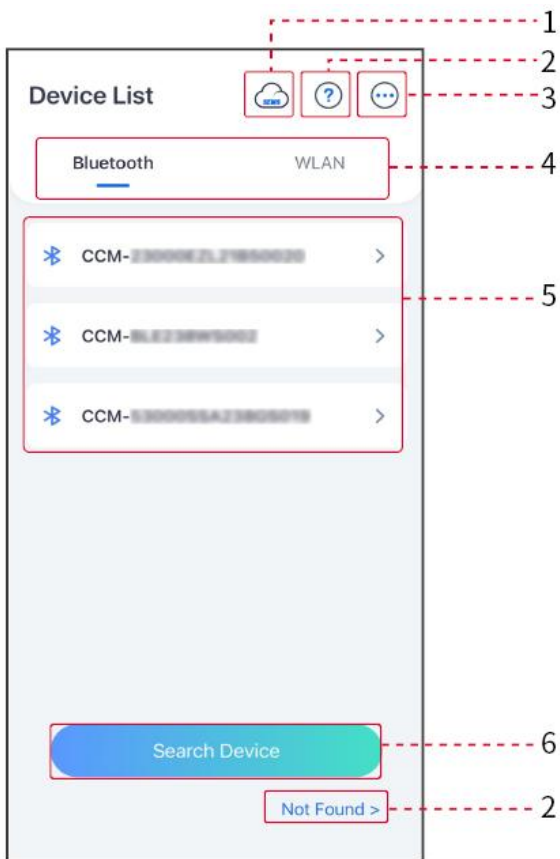 1
2
3
Device List
?
Bluetooth WLAN
4
CCM-
5
CCM-
CCM-
Search Device
6
Not Found >
2